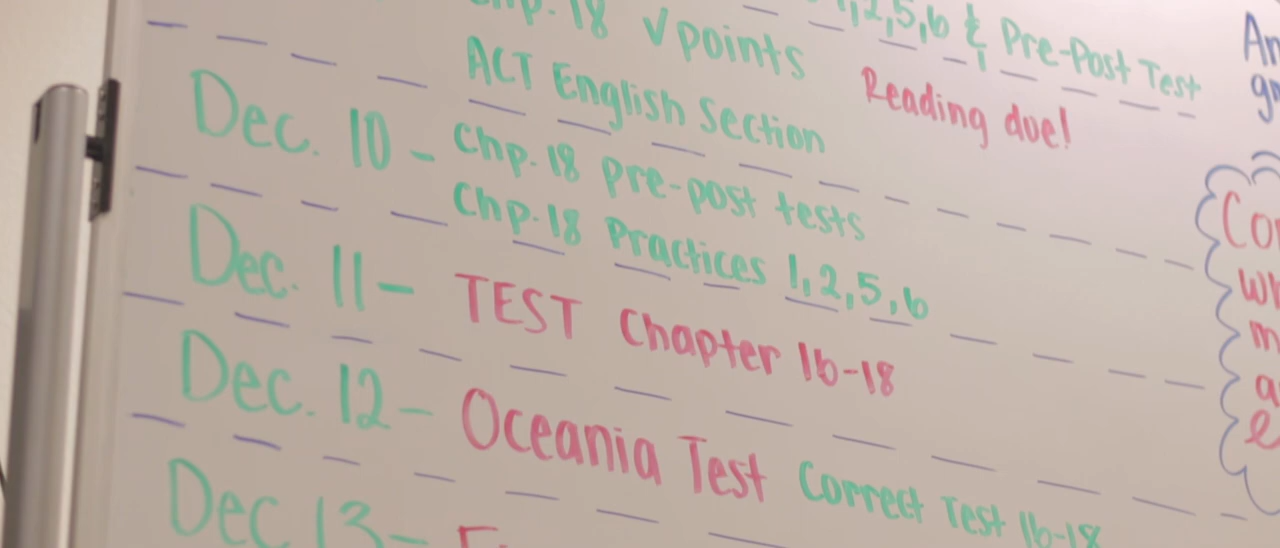 1,2,5,6 & Pre-Post Test
Chp. 18 √points
Reading due!
ACT English Section
Dec. 10 - Chp. 18 pre-post tests
Chp. 18 Practices 1,2,5,6
Dec. 11 - TEST Chapter 16-18
Dec. 12 - Oceania Test Correct Test 16-18
Dec 13 -